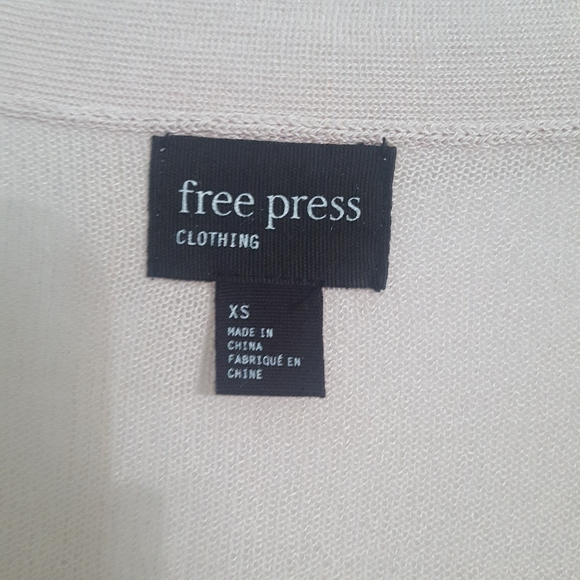 free press
CLOTHING
XS
MADE IN
CHINA
FABRIQUÉ EN
CHINE